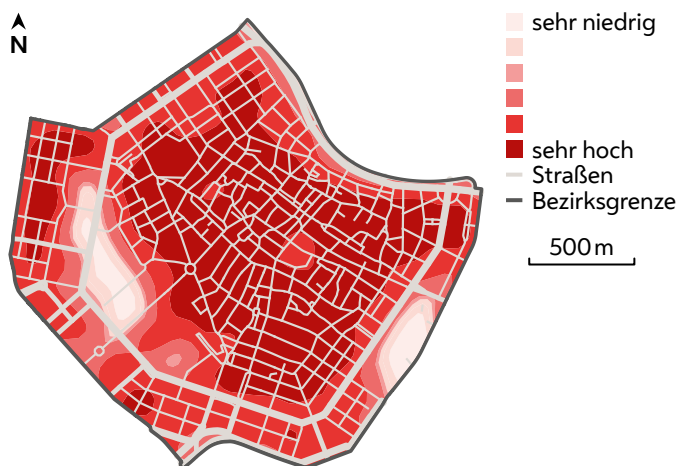 N
sehr niedrig
sehr hoch
Straßen
Bezirksgrenze
500 m